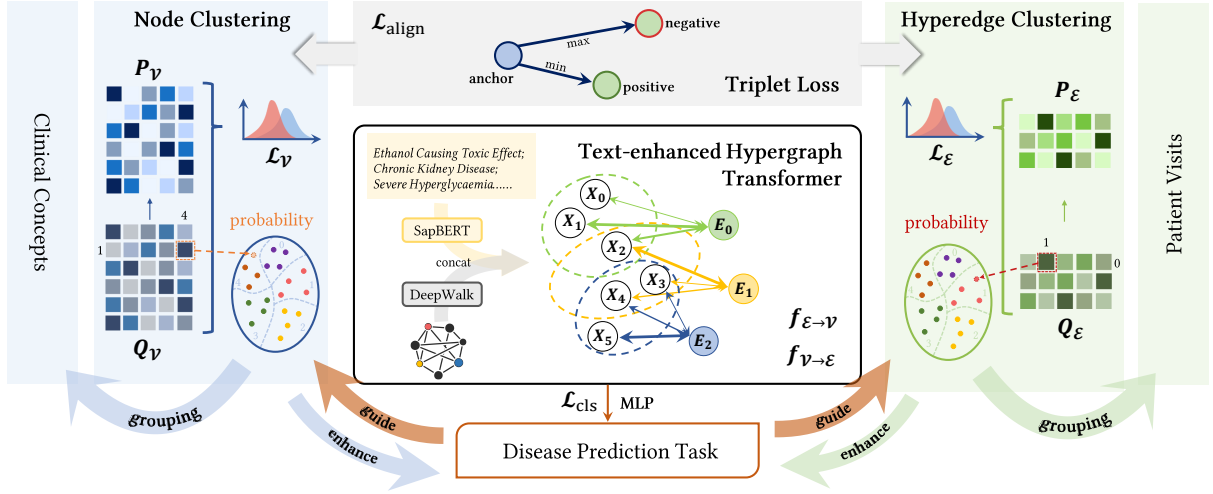 Node Clustering
Hyperedge Clustering
𝓛align
negative
max
min
anchor
positive
Triplet Loss
P𝒱
Pℰ
𝓛𝒱
𝓛ℰ
Clinical Concepts
Patient Visits
Ethanol Causing Toxic Effect;
Chronic Kidney Disease;
Severe Hyperglycaemia......
Text-enhanced Hypergraph
Transformer
SapBERT
concat
DeepWalk
X0
X1
X2
X3
X4
X5
E0
E1
E2
fℰ→𝒱
f𝒱→ℰ
4
probability
1
Q𝒱
probability
1
0
Qℰ
𝓛cls
MLP
grouping
guide
enhance
guide
enhance
grouping
Disease Prediction Task